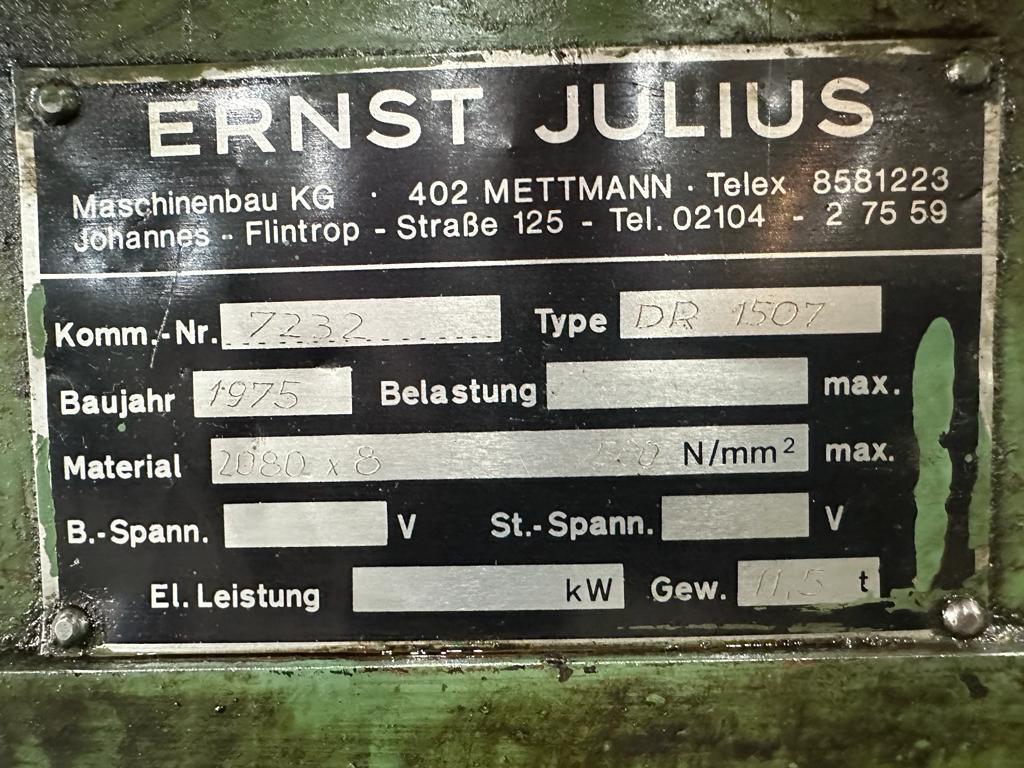 ERNST JULIUS
Maschinenbau KG · 402 METTMANN · Telex 8581223
Johannes - Flintrop - Straße 125 - Tel. 02104 - 2 75 59
Komm.-Nr. 7232 Type DR 1507
Baujahr 1975 Belastung max.
Material 2080 x 8 N/mm² max.
B.-Spann. V St.-Spann. V
El. Leistung kW Gew. 11,5 t